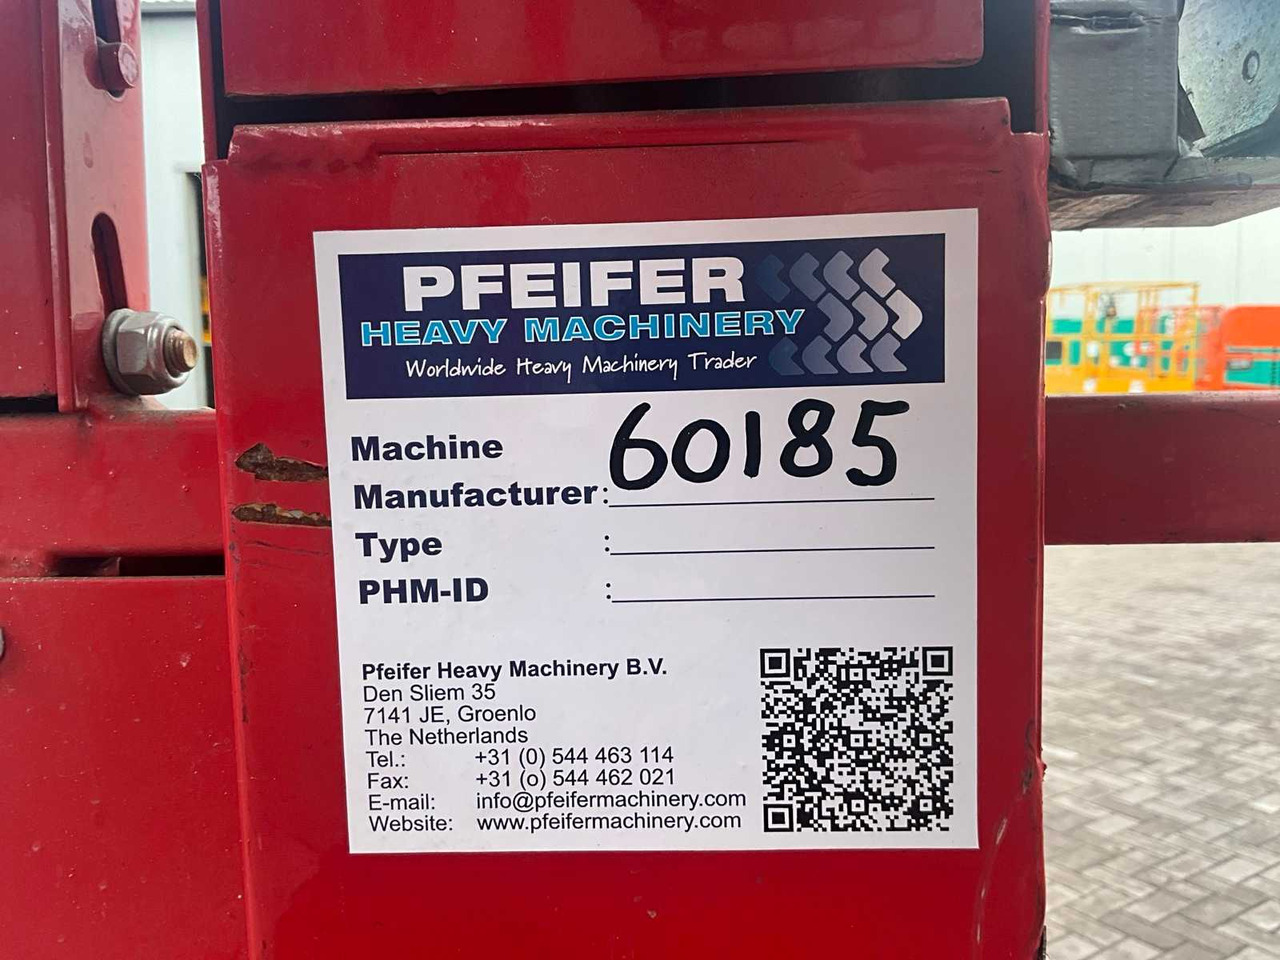 PFEIFER
HEAVY MACHINERY
Worldwide Heavy Machinery Trader
Machine
Manufacturer: 60185
Type :
PHM-ID :
Pfeifer Heavy Machinery B.V.
Den Sliem 35
7141 JE, Groenlo
The Netherlands
Tel.: +31 (0) 544 463 114
Fax: +31 (o) 544 462 021
E-mail: info@pfeifermachinery.com
Website: www.pfeifermachinery.com